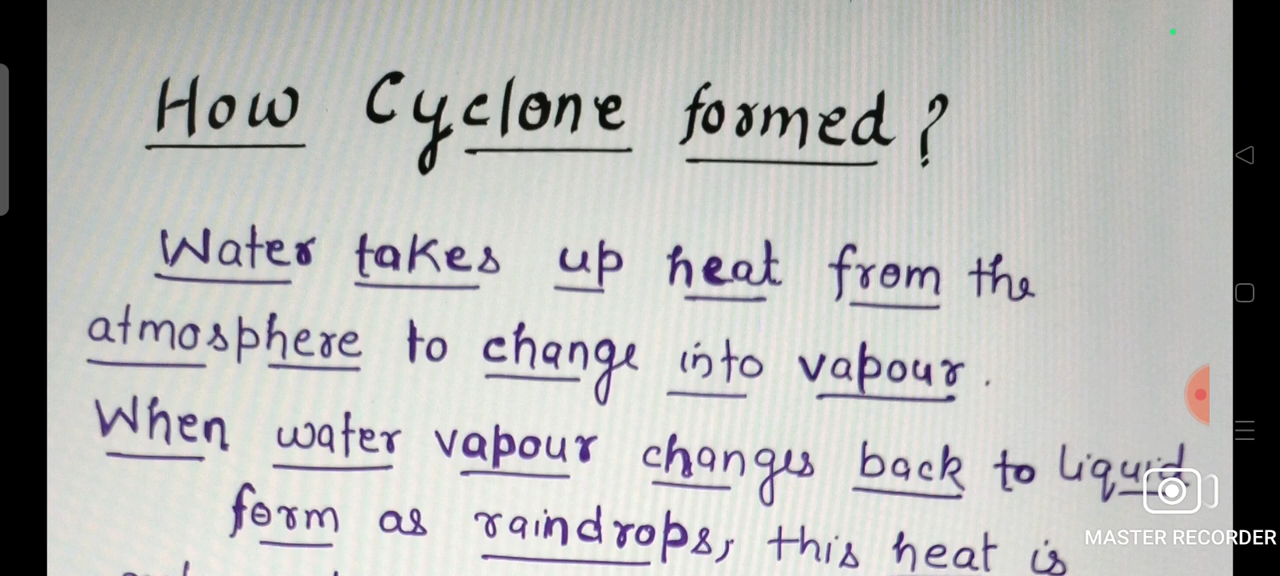 How Cyclone formed ?
Water takes up heat from the
atmosphere to change into vapour.
When water vapour changes back to liquid
form as raindrops, this heat is
MASTER RECORDER